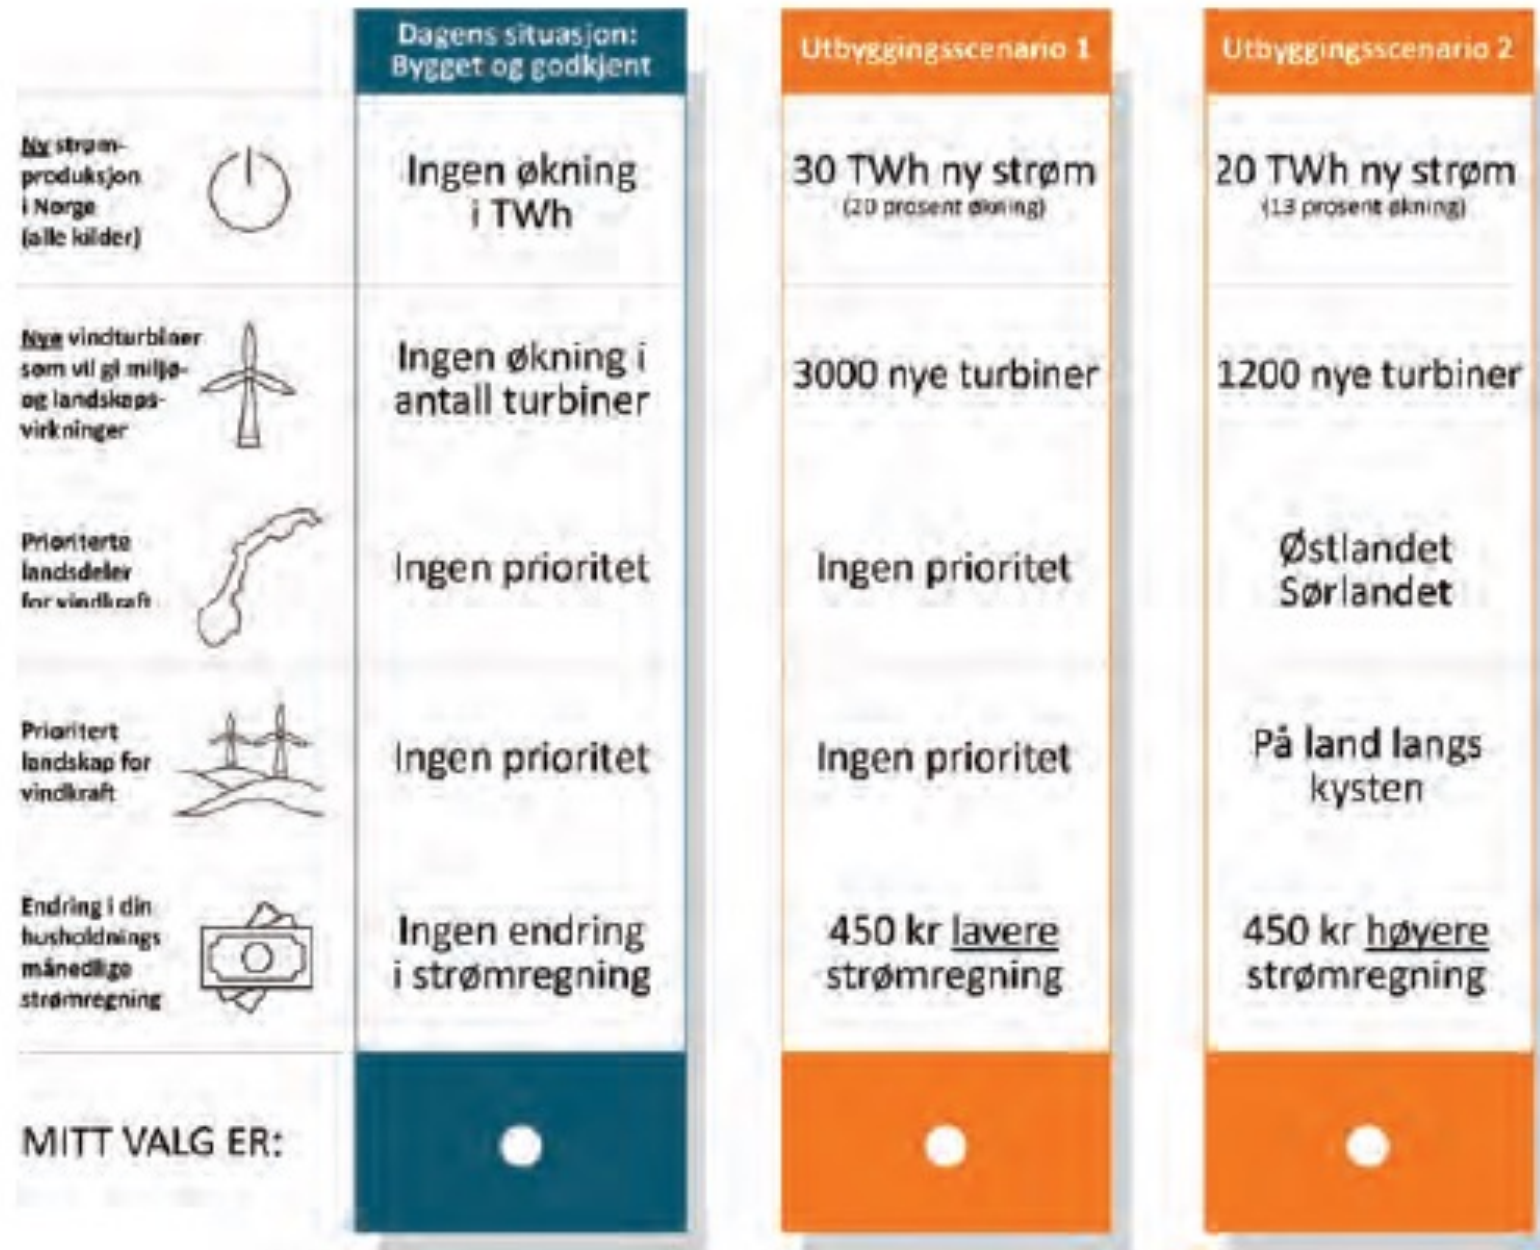 Dagens situasjon:
Bygget og godkjent
Utbyggingsscenario 1
Utbyggingsscenario 2
Ny strøm-
produksjon
i Norge
(alle kilder)
Ingen økning
i TWh
30 TWh ny strøm
(20 prosent økning)
20 TWh ny strøm
(13 prosent økning)
Nye vindturbiner
som vil gi miljø-
og landskaps-
virkninger
Ingen økning i
antall turbiner
3000 nye turbiner
1200 nye turbiner
Prioriterte
landsdeler
for vindkraft
Ingen prioritet
Ingen prioritet
Østlandet
Sørlandet
Prioritert
landskap for
vindkraft
Ingen prioritet
Ingen prioritet
På land langs
kysten
Endring i din
husholdnings
månedlige
strømregning
Ingen endring
i strømregning
450 kr lavere
strømregning
450 kr høyere
strømregning
MITT VALG ER: